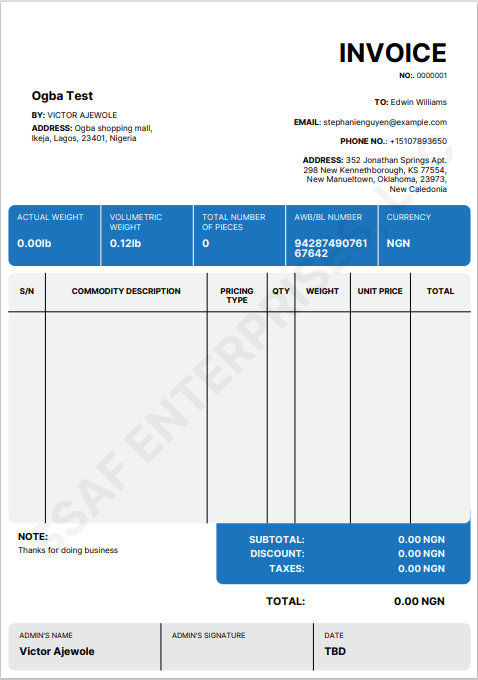 INVOICE
NO:. 0000001
Ogba Test
BY: VICTOR AJEWOLE
ADDRESS: Ogba shopping mall,
Ikeja, Lagos, 23401, Nigeria
TO: Edwin Williams
EMAIL: stephanienguyen@example.com
PHONE NO.: +15107893650
ADDRESS: 352 Jonathan Springs Apt.
298 New Kennethborough, KS 77554,
New Manueltown, Oklahoma, 23973,
New Caledonia
ACTUAL WEIGHT
0.00lb
VOLUMETRIC
WEIGHT
0.12lb
TOTAL NUMBER
OF PIECES
0
AWB/BL NUMBER
94287490761
67642
CURRENCY
NGN
S/N COMMODITY DESCRIPTION PRICING TYPE QTY WEIGHT UNIT PRICE TOTAL
SSAF ENTERPRISES, LC
NOTE:
Thanks for doing business
SUBTOTAL: 0.00 NGN
DISCOUNT: 0.00 NGN
TAXES: 0.00 NGN
TOTAL: 0.00 NGN
ADMIN'S NAME
Victor Ajewole
ADMIN'S SIGNATURE
DATE
TBD